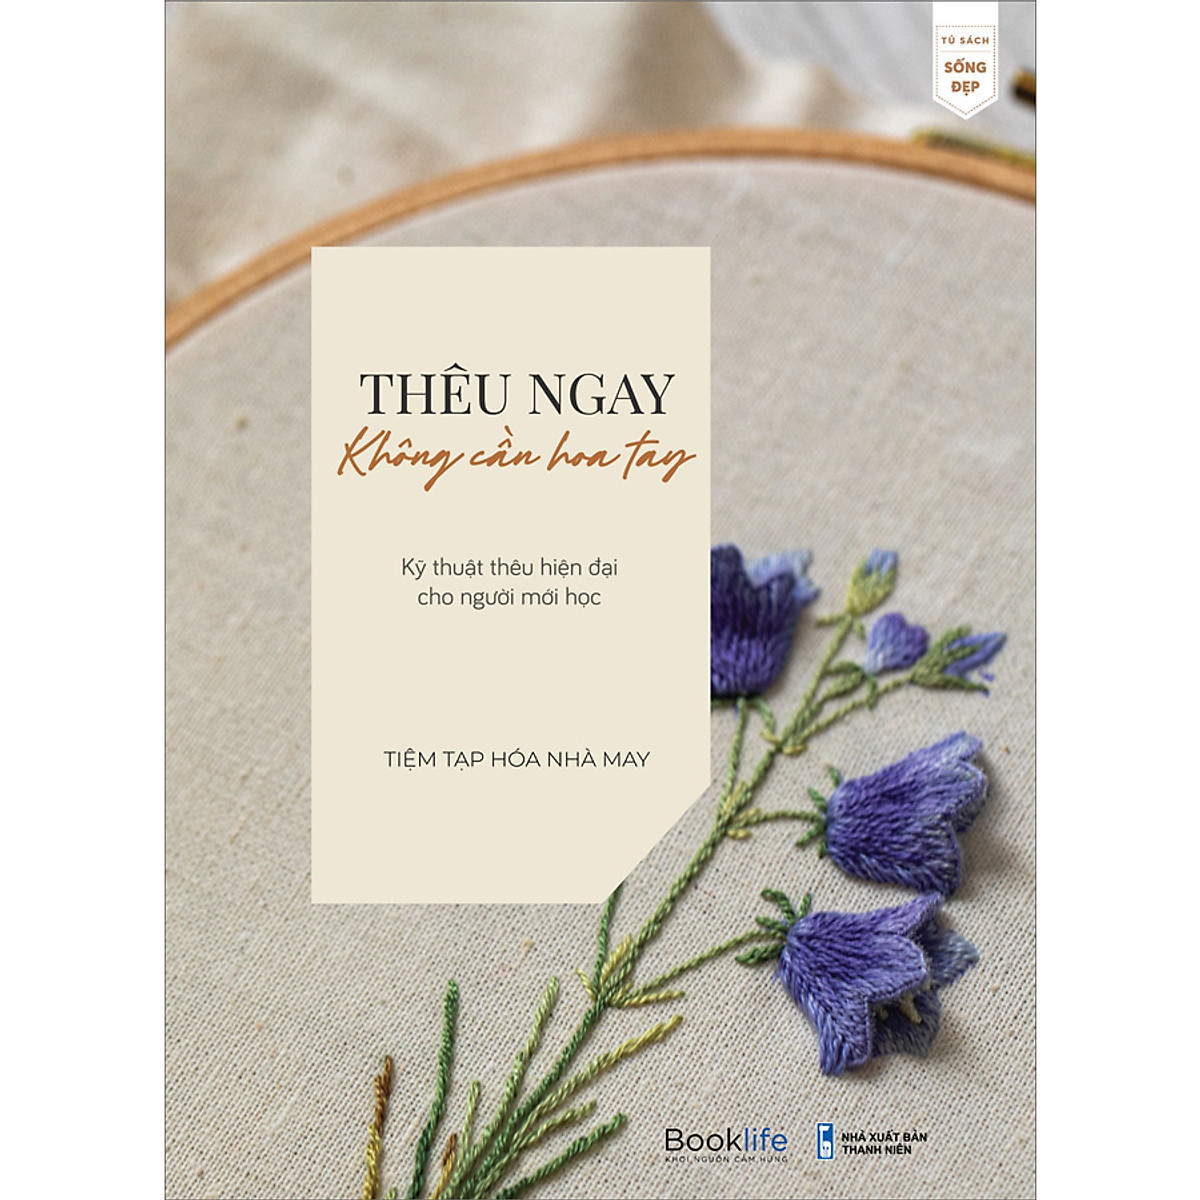 TỦ SÁCH
SỐNG
ĐẸP
THÊU NGAY
Không cần hoa tay
Kỹ thuật thêu hiện đại
cho người mới học
TIỆM TẠP HÓA NHÀ MAY
Booklife
KHƠI NGUỒN CẢM HỨNG
NHÀ XUẤT BẢN
THANH NIÊN